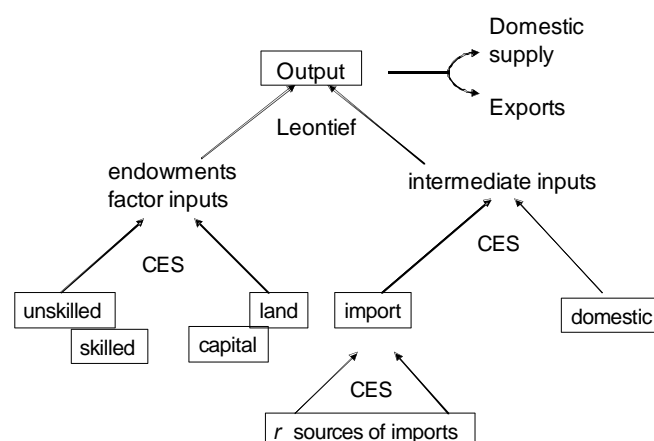 Domestic
supply
Output
Exports
Leontief
endowments
factor inputs
intermediate inputs
CES
CES
unskilled
land
import
domestic
skilled
capital
CES
r sources of imports